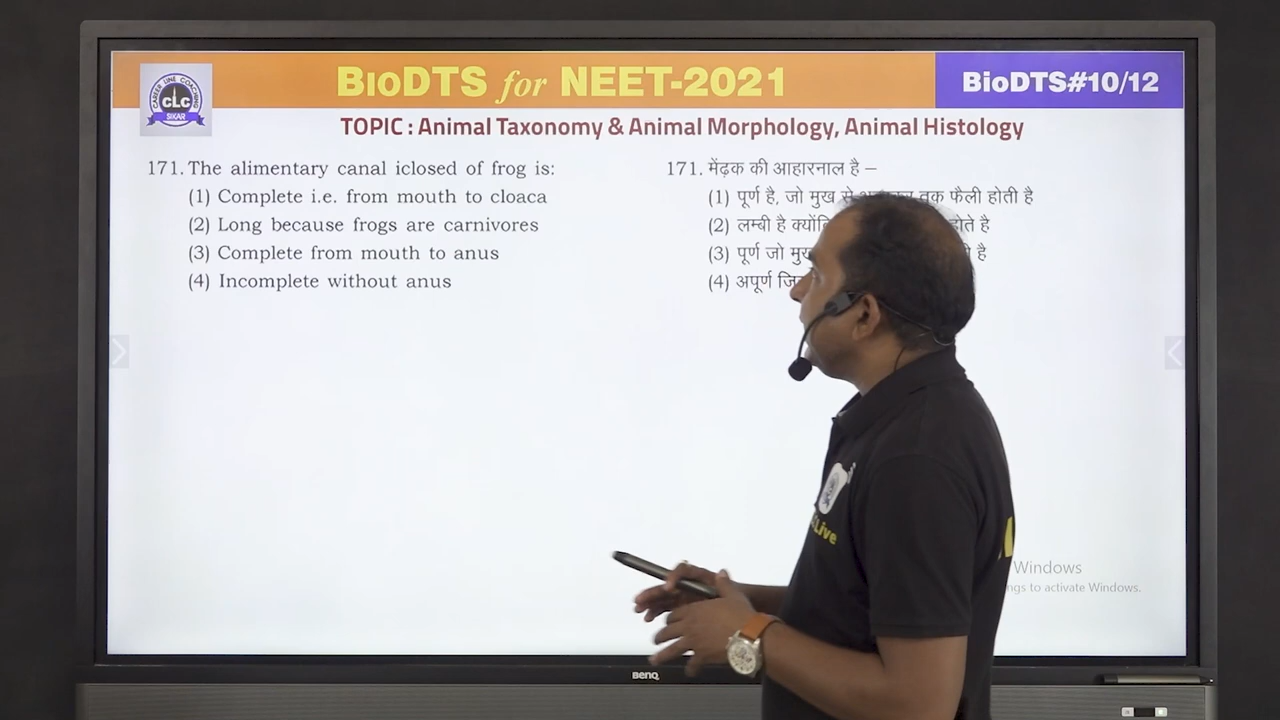 BIODTS for NEET-2021
BioDTS#10/12
CAREER LINE COACHING
CLC
SIKAR
TOPIC : Animal Taxonomy & Animal Morphology, Animal Histology
171. The alimentary canal iclosed of frog is:
(1) Complete i.e. from mouth to cloaca
(2) Long because frogs are carnivores
(3) Complete from mouth to anus
(4) Incomplete without anus
171. मेंढ़क की आहारनाल है –
(1) पूर्ण है, जो मुख से तक फैली होती है
(2) लम्बी है होते है
(3) पूर्ण जो है
(4) अपूर्ण
Live
Windows
to activate Windows.
BenQ